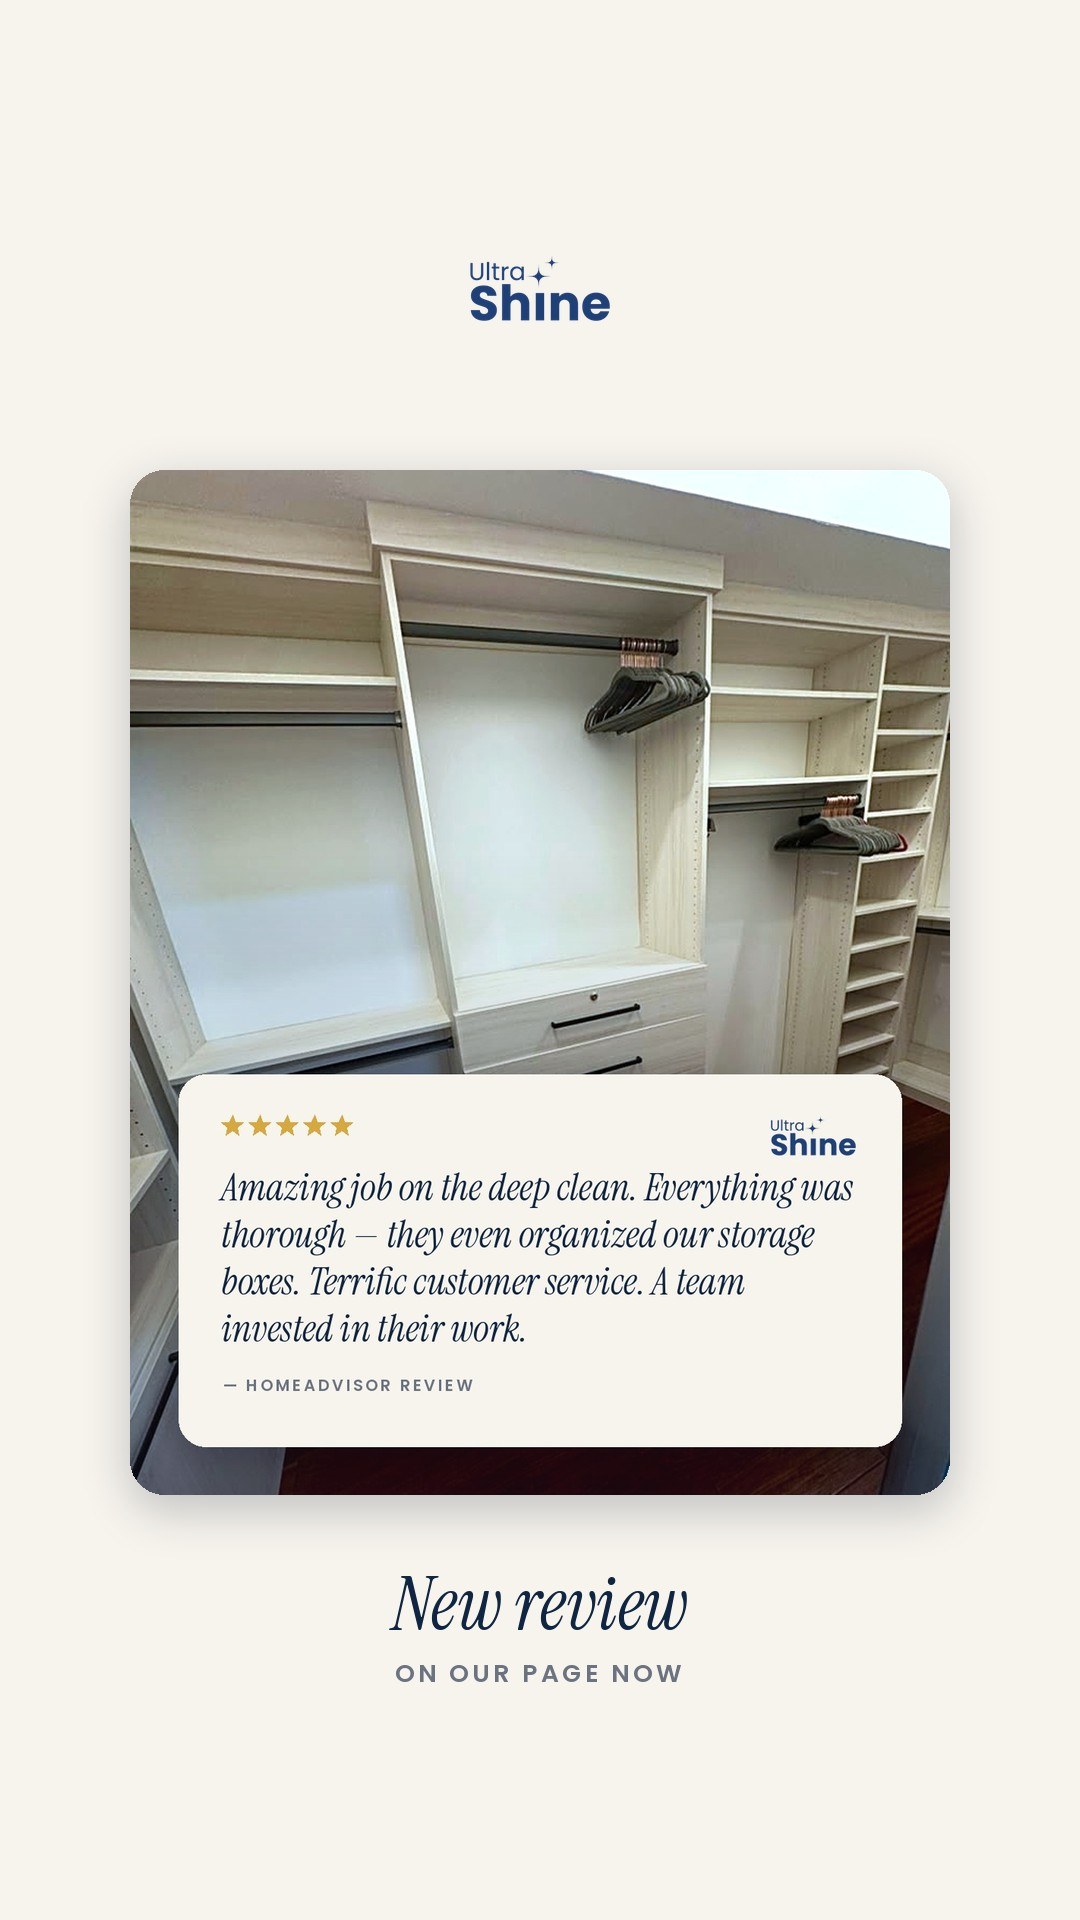 Ultra
Shine
Ultra
Shine
Amazing job on the deep clean. Everything was
thorough — they even organized our storage
boxes. Terrific customer service. A team
invested in their work.
— HOMEADVISOR REVIEW
New review
ON OUR PAGE NOW